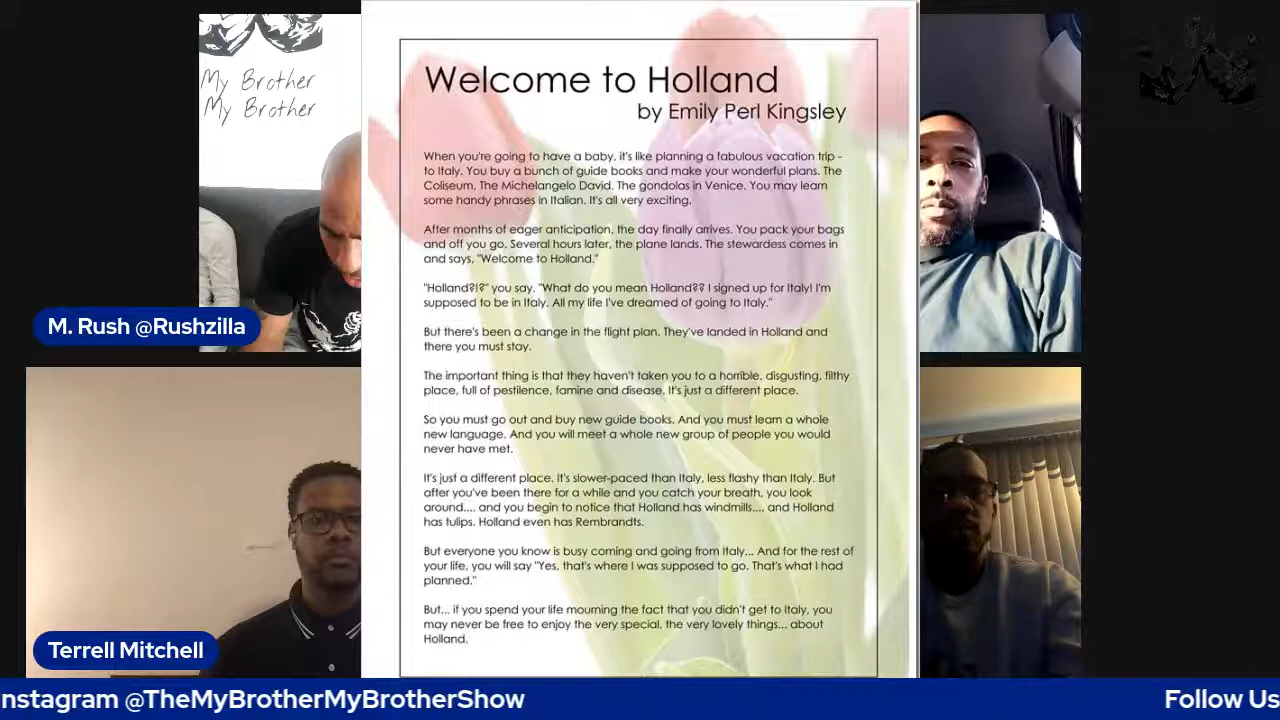 My Brother
My Brother
Welcome to Holland
by Emily Perl Kingsley
When you're going to have a baby, it's like planning a fabulous vacation trip -
to Italy. You buy a bunch of guide books and make your wonderful plans. The
Coliseum. The Michelangelo David. The gondolas in Venice. You may learn
some handy phrases in Italian. It's all very exciting.
After months of eager anticipation, the day finally arrives. You pack your bags
and off you go. Several hours later, the plane lands. The stewardess comes in
and says, "Welcome to Holland."
"Holland?!?" you say. "What do you mean Holland?? I signed up for Italy! I'm
supposed to be in Italy. All my life I've dreamed of going to Italy."
But there's been a change in the flight plan. They've landed in Holland and
there you must stay.
The important thing is that they haven't taken you to a horrible, disgusting, filthy
place, full of pestilence, famine and disease. It's just a different place.
So you must go out and buy new guide books. And you must learn a whole
new language. And you will meet a whole new group of people you would
never have met.
It's just a different place. It's slower-paced than Italy, less flashy than Italy. But
after you've been there for a while and you catch your breath, you look
around.... and you begin to notice that Holland has windmills.... and Holland
has tulips. Holland even has Rembrandts.
But everyone you know is busy coming and going from Italy... And for the rest of
your life, you will say "Yes, that's where I was supposed to go. That's what I had
planned."
But... if you spend your life mourning the fact that you didn't get to Italy, you
may never be free to enjoy the very special, the very lovely things... about
Holland.
M. Rush @Rushzilla
Terrell Mitchell
nstagram @TheMyBrotherMyBrotherShow
Follow Us